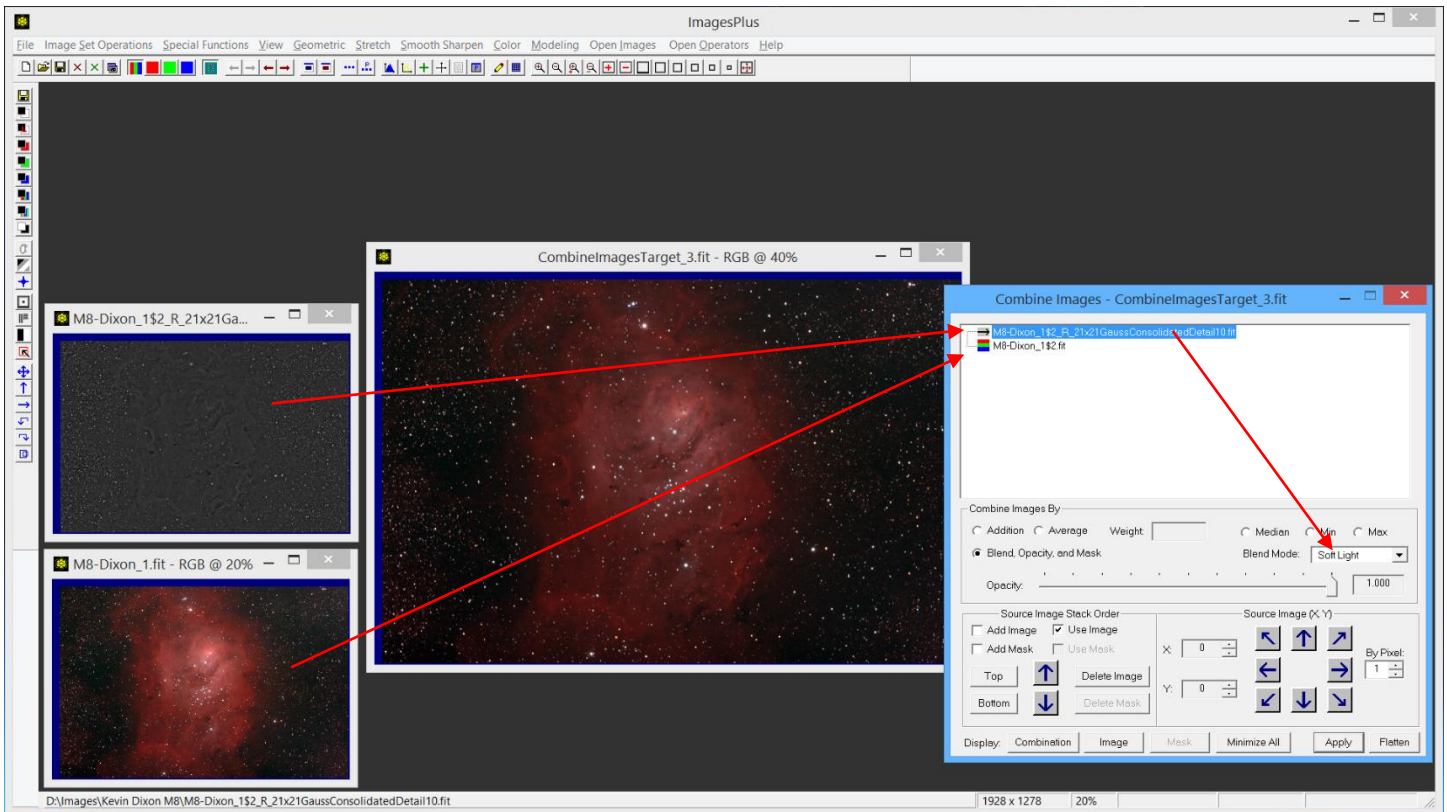 ImagesPlus
File Image Set Operations Special Functions View Geometric Stretch Smooth Sharpen Color Modeling Open Images Open Operators Help
CombineImagesTarget_3.fit - RGB @ 40%
M8-Dixon_1$2_R_21x21Ga...
M8-Dixon_1.fit - RGB @ 20%
Combine Images - CombineImagesTarget_3.fit
M8-Dixon_1$2_R_21x21GaussConsolidatedDetail10.fit
M8-Dixon_1$2.fit
Combine Images By
Addition Average Weight: Median Min Max
Blend, Opacity, and Mask Blend Mode: Soft Light
Opacity: 1.000
Source Image Stack Order
Add Image Use Image
Add Mask Use Mask
Top Delete Image
Bottom Delete Mask
Source Image (X, Y)
X: 0
Y: 0
By Pixel:
1
Display: Combination Image Mask Minimize All Apply Flatten
D:\Images\Kevin Dixon M8\M8-Dixon_1$2_R_21x21GaussConsolidatedDetail10.fit 1928 x 1278 20%